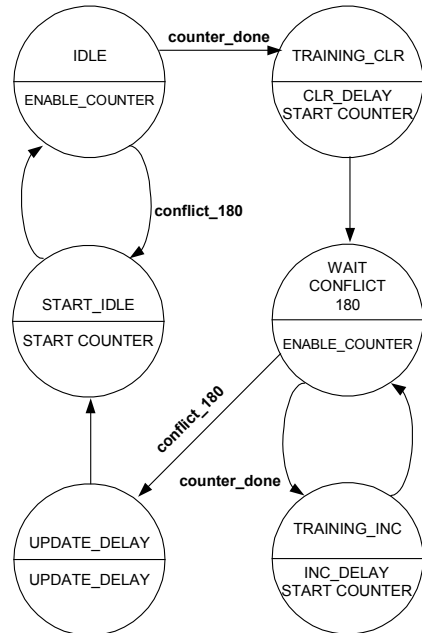 counter_done
IDLE
ENABLE_COUNTER
TRAINING_CLR
CLR_DELAY
START COUNTER
conflict_180
START_IDLE
START COUNTER
WAIT
CONFLICT
180
ENABLE_COUNTER
conflict_180
counter_done
UPDATE_DELAY
UPDATE_DELAY
TRAINING_INC
INC_DELAY
START COUNTER